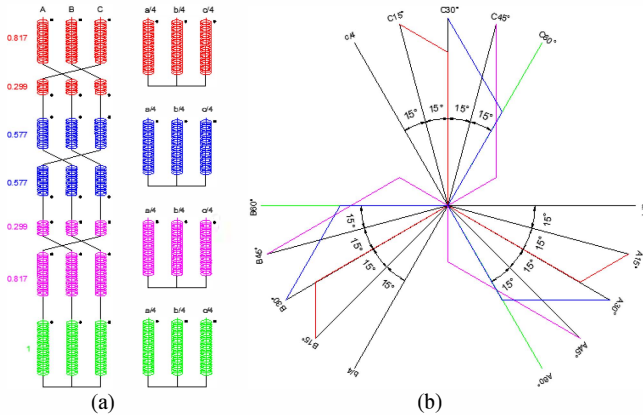 A B C
a/4 b/4 c/4
0.817
0.299
a/4 b/4 c/4
0.577
0.577
a/4 b/4 c/4
0.299
0.817
a/4 b/4 c/4
1
(a)
c/4
C15°
C30°
C45°
C60°
15° 15° 15° 15°
B60°
B45°
B30°
B15°
b/4
15°
15°
15°
15°
15°
15°
15°
15°
A15°
A30°
A45°
A60°
(b)